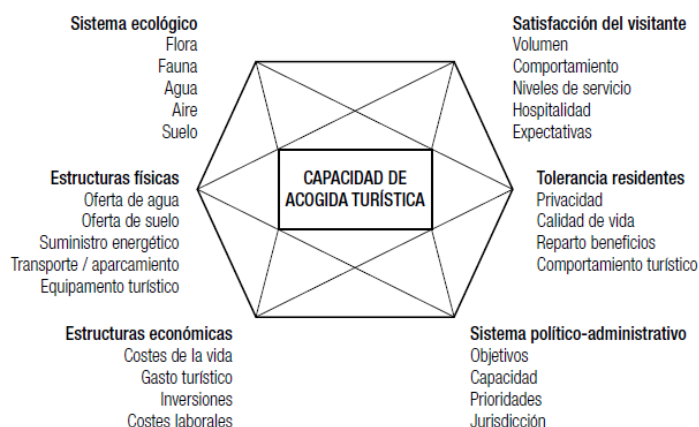 Sistema ecológico
Flora
Fauna
Agua
Aire
Suelo
Satisfacción del visitante
Volumen
Comportamiento
Niveles de servicio
Hospitalidad
Expectativas
Estructuras físicas
Oferta de agua
Oferta de suelo
Suministro energético
Transporte / aparcamiento
Equipamiento turístico
CAPACIDAD DE
ACOGIDA TURÍSTICA
Tolerancia residentes
Privacidad
Calidad de vida
Reparto beneficios
Comportamiento turístico
Estructuras económicas
Costes de la vida
Gasto turístico
Inversiones
Costes laborales
Sistema político-administrativo
Objetivos
Capacidad
Prioridades
Jurisdicción